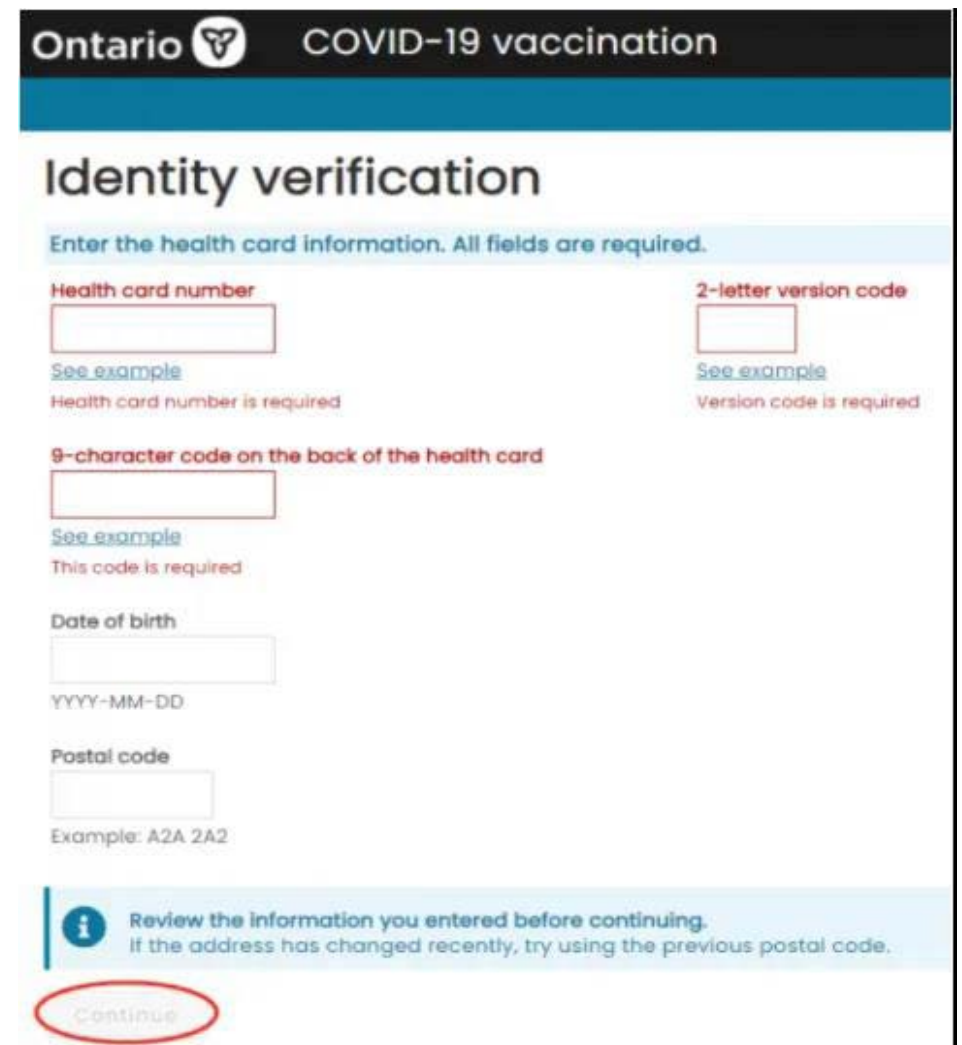 Ontario COVID-19 vaccination
Identity verification
Enter the health card information. All fields are required.
Health card number 2-letter version code
See example See example
Health card number is required Version code is required
9-character code on the back of the health card
See example
This code is required
Date of birth
YYYY-MM-DD
Postal code
Example: A2A 2A2
Review the information you entered before continuing.
If the address has changed recently, try using the previous postal code.
Continue